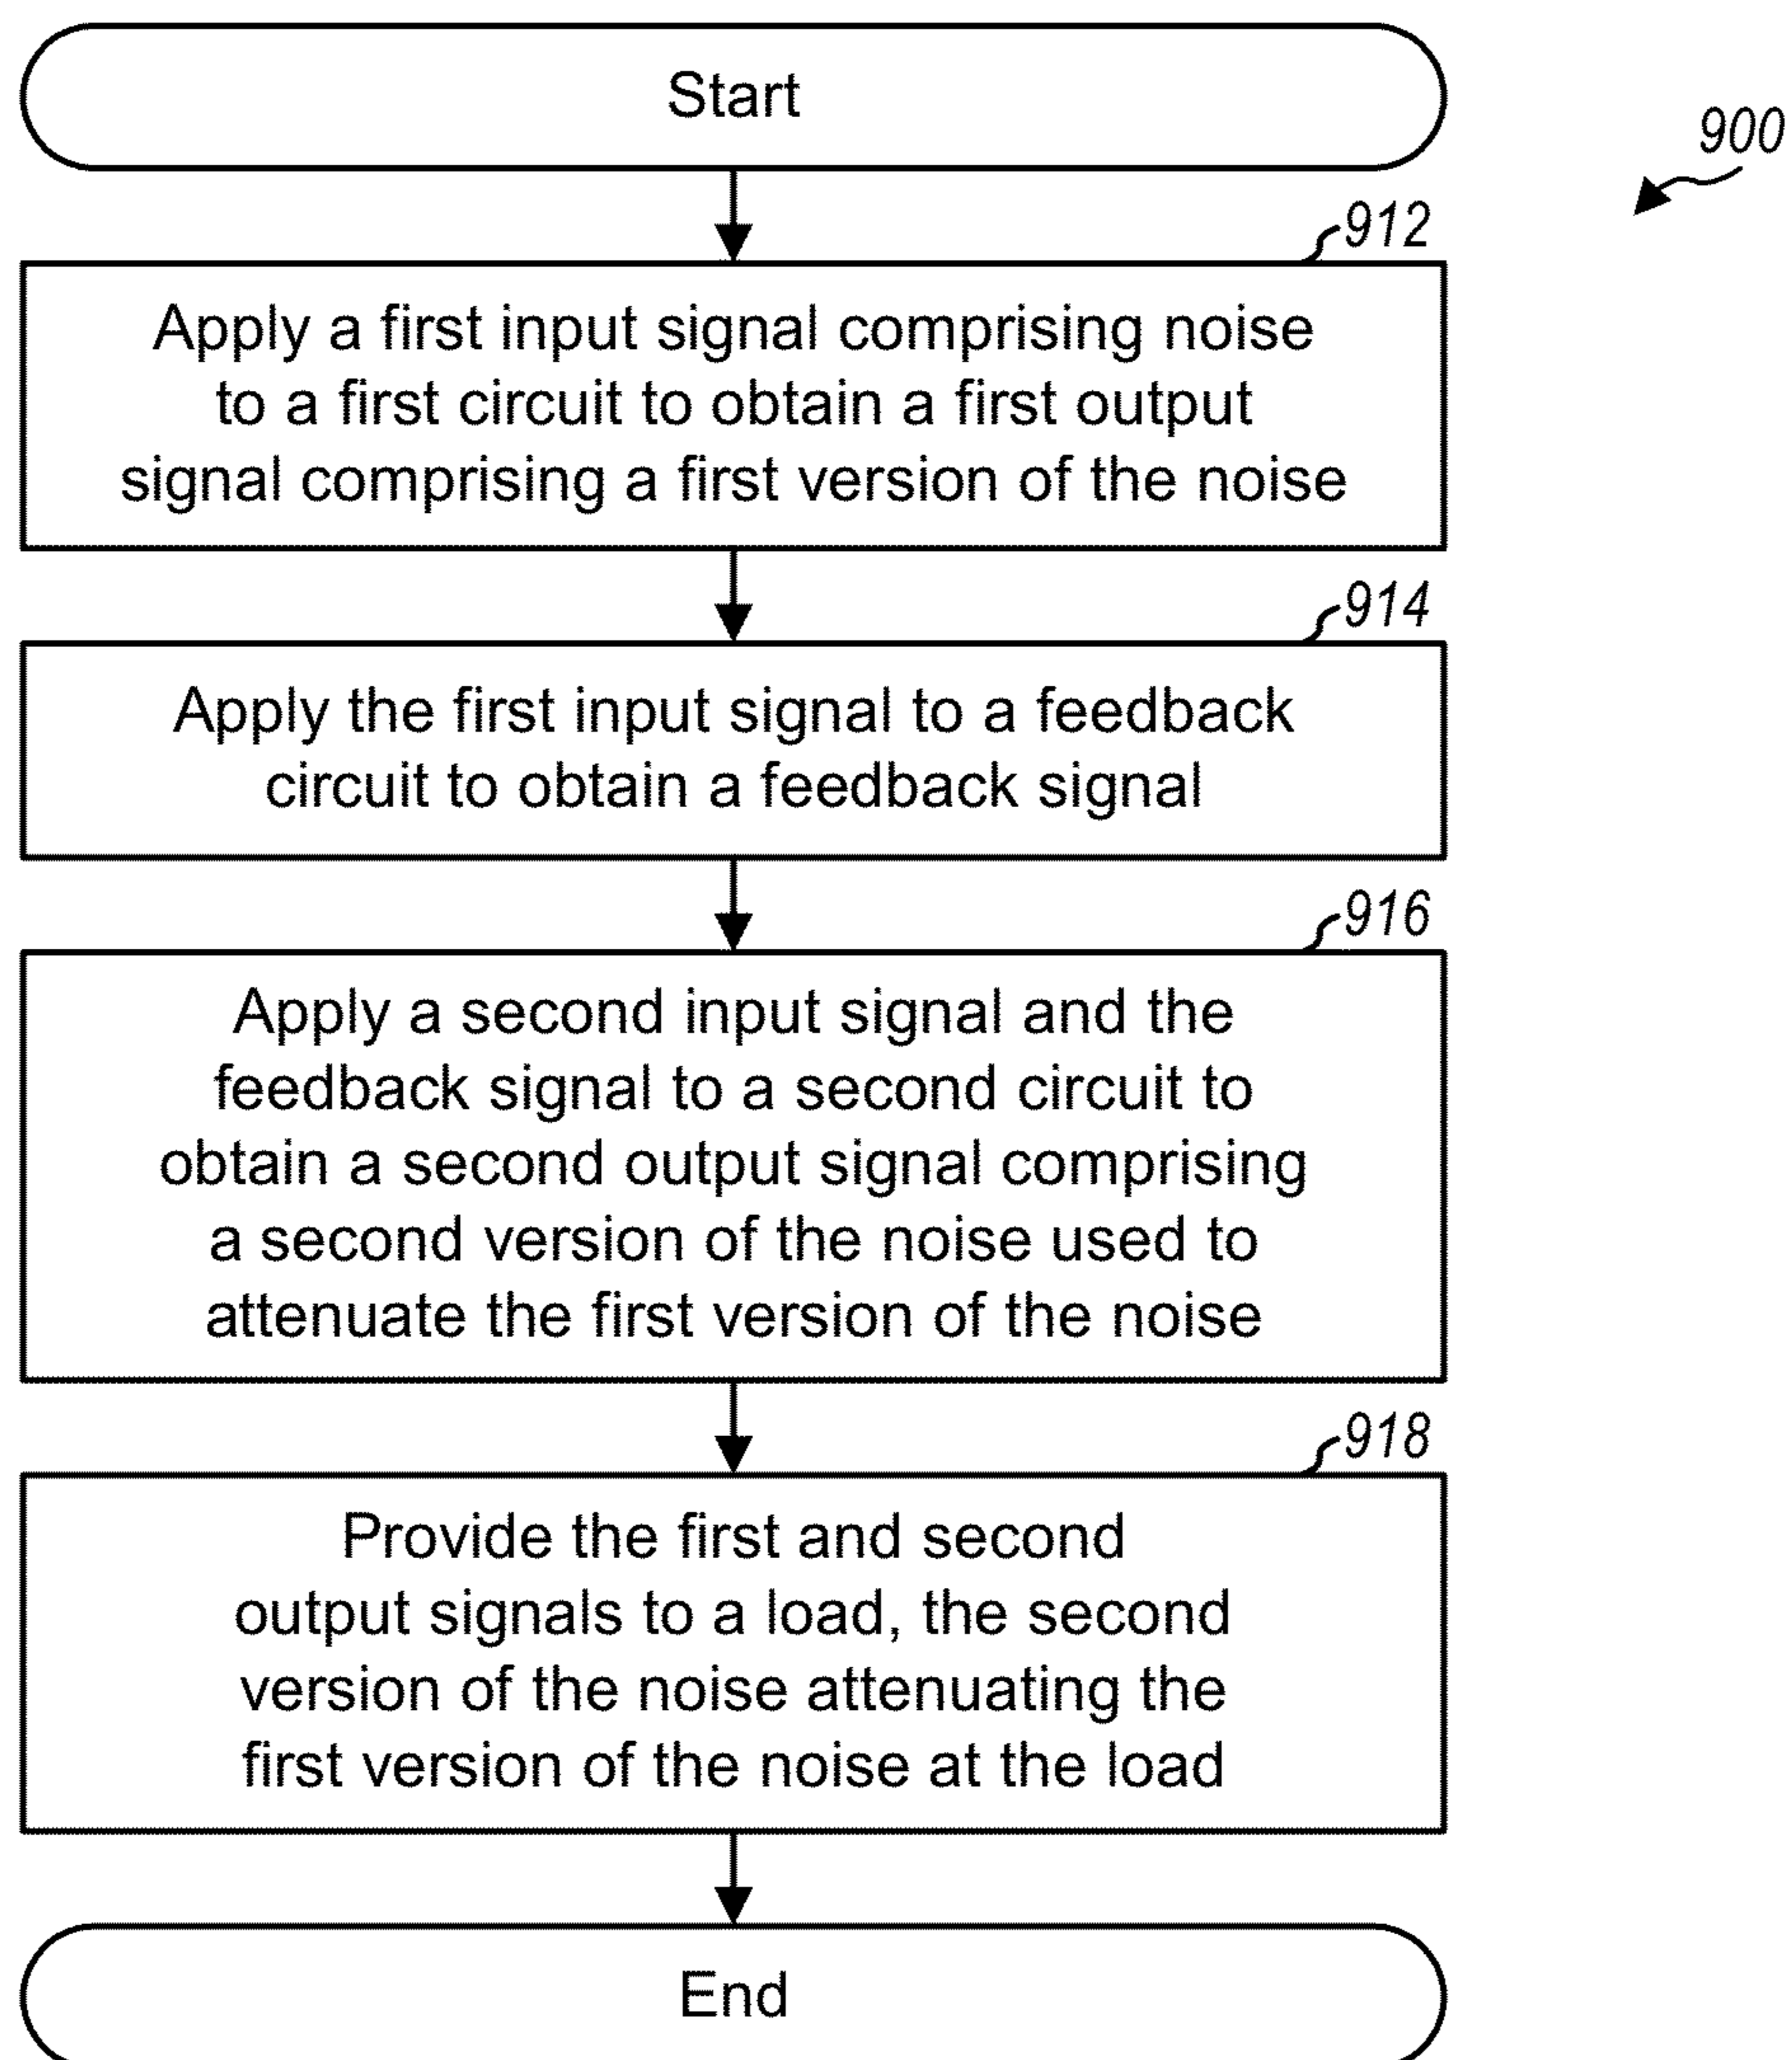 Start
900
912
Apply a first input signal comprising noise
to a first circuit to obtain a first output
signal comprising a first version of the noise
914
Apply the first input signal to a feedback
circuit to obtain a feedback signal
916
Apply a second input signal and the
feedback signal to a second circuit to
obtain a second output signal comprising
a second version of the noise used to
attenuate the first version of the noise
918
Provide the first and second
output signals to a load, the second
version of the noise attenuating the
first version of the noise at the load
End